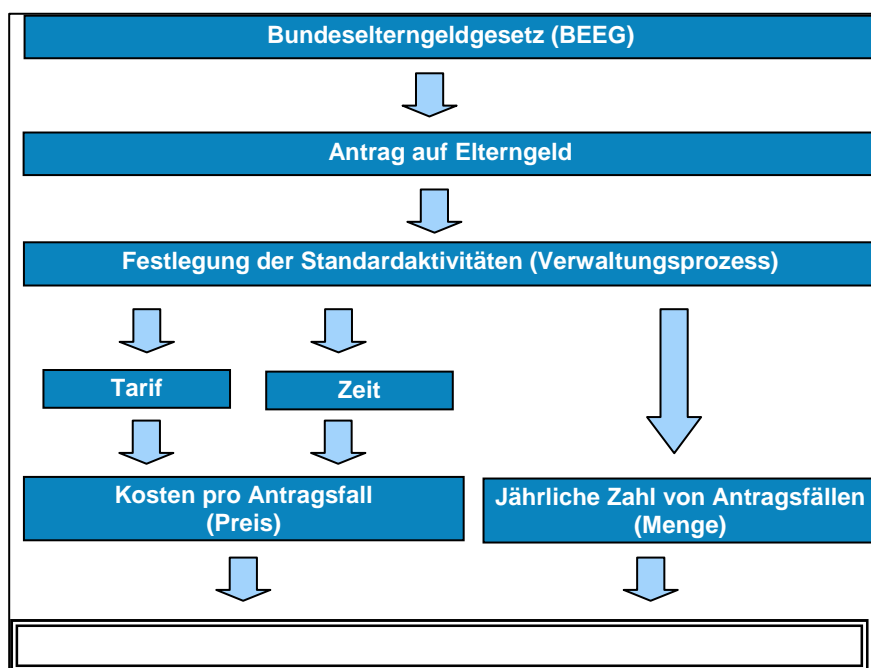 Bundeselterngeldgesetz (BEEG)
Antrag auf Elterngeld
Festlegung der Standardaktivitäten (Verwaltungsprozess)
Tarif
Zeit
Kosten pro Antragsfall
(Preis)
Jährliche Zahl von Antragsfällen
(Menge)